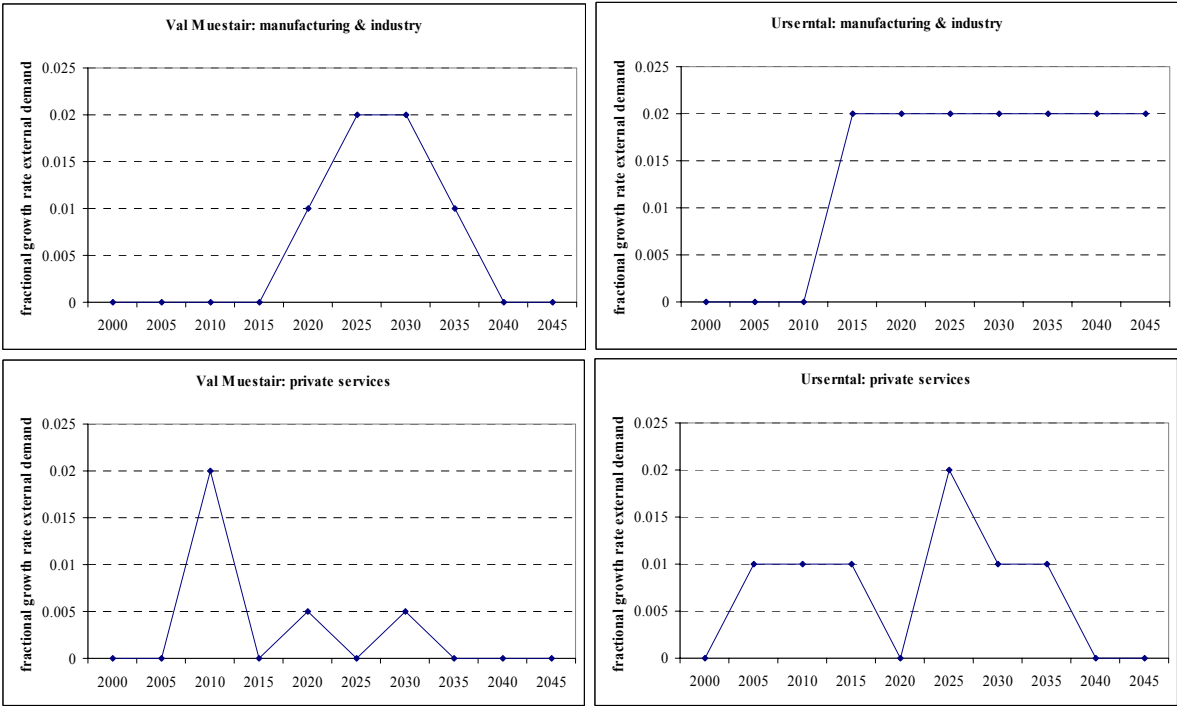 Val Muestair: manufacturing & industry
fractional growth rate external demand
0.025
0.02
0.015
0.01
0.005
0
2000 2005 2010 2015 2020 2025 2030 2035 2040 2045
Urserntal: manufacturing & industry
fractional growth rate external demand
0.025
0.02
0.015
0.01
0.005
0
2000 2005 2010 2015 2020 2025 2030 2035 2040 2045
Val Muestair: private services
fractional growth rate external demand
0.025
0.02
0.015
0.01
0.005
0
2000 2005 2010 2015 2020 2025 2030 2035 2040 2045
Urserntal: private services
fractional growth rate external demand
0.025
0.02
0.015
0.01
0.005
0
2000 2005 2010 2015 2020 2025 2030 2035 2040 2045